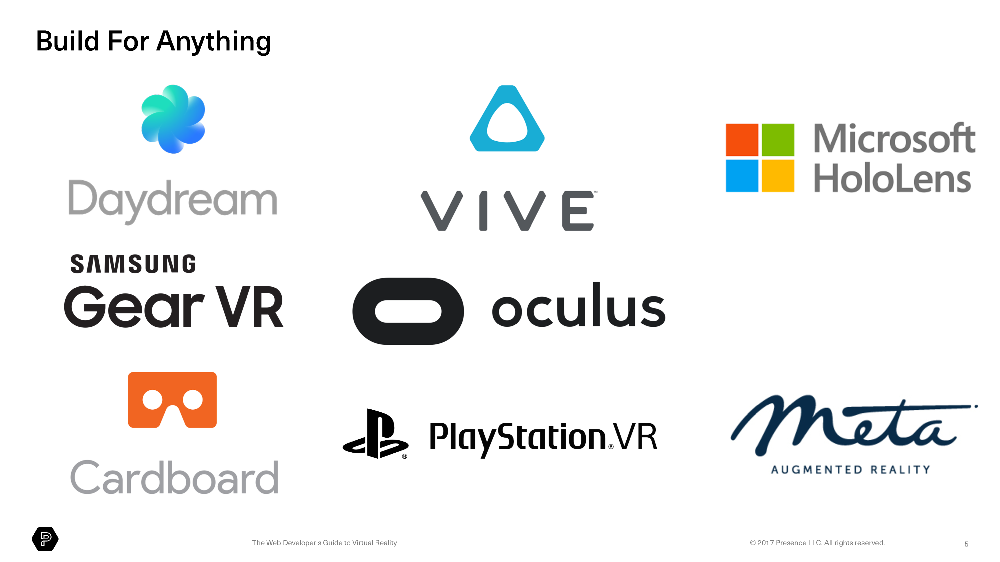 Build For Anything
Daydream
VIVE™
Microsoft
HoloLens
SAMSUNG
Gear VR
oculus
Cardboard
® PlayStation®VR
meta
AUGMENTED REALITY
The Web Developer's Guide to Virtual Reality
© 2017 Presence LLC. All rights reserved.
5